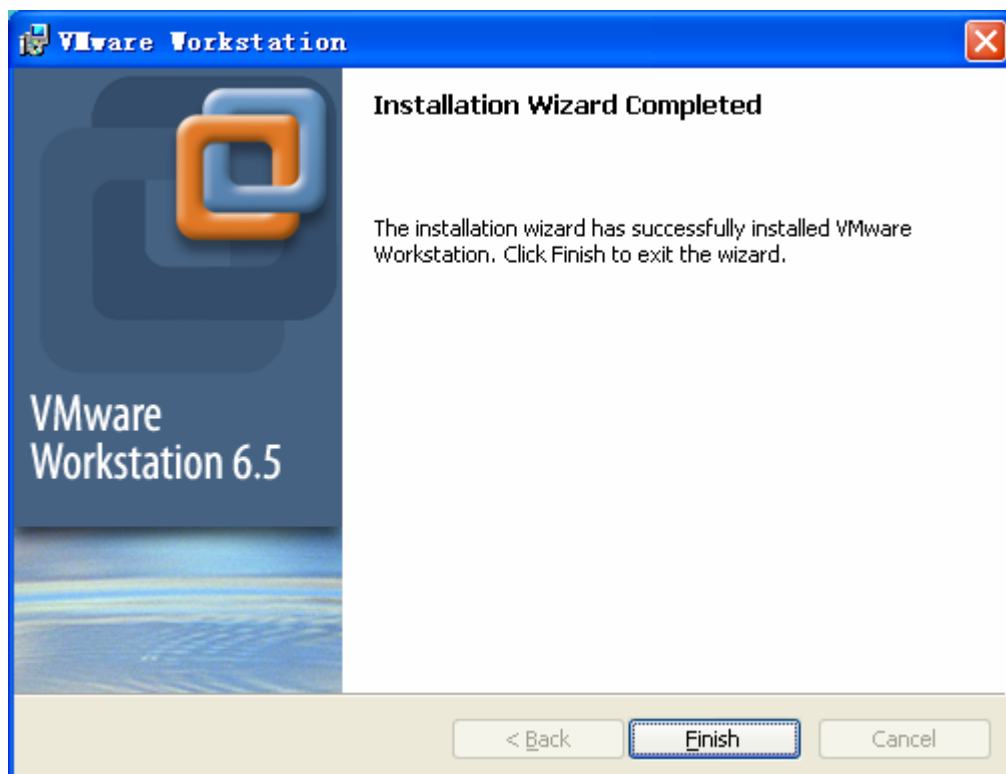 VMware Workstation
Installation Wizard Completed
The installation wizard has successfully installed VMware
Workstation. Click Finish to exit the wizard.
VMware
Workstation 6.5
< Back
Finish
Cancel